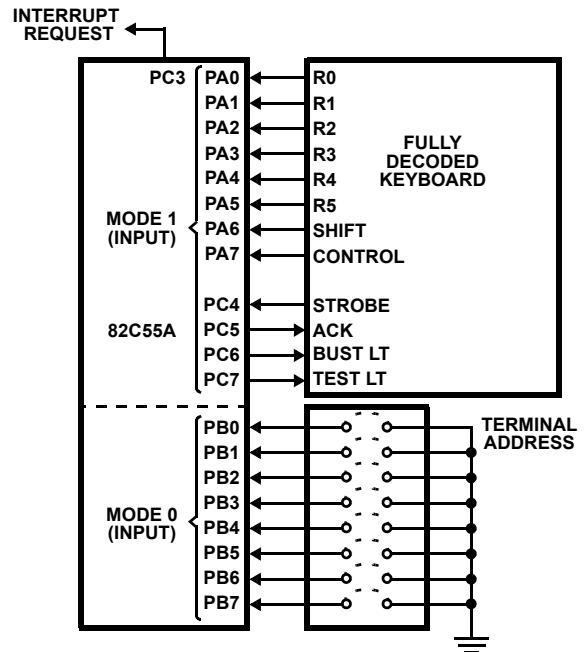 INTERRUPT
REQUEST
PC3 PA0 R0
PA1 R1
PA2 R2
PA3 R3
PA4 R4
PA5 R5
PA6 SHIFT
PA7 CONTROL
MODE 1
(INPUT)
FULLY
DECODED
KEYBOARD
PC4 STROBE
82C55A PC5 ACK
PC6 BUST LT
PC7 TEST LT
PB0
PB1
PB2
PB3
PB4
PB5
PB6
PB7
MODE 0
(INPUT)
TERMINAL
ADDRESS